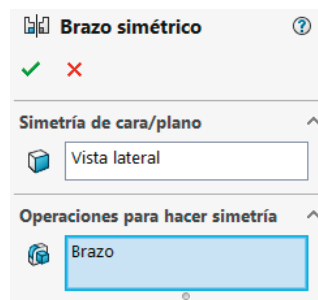 Brazo simétrico
Simetría de cara/plano
Vista lateral
Operaciones para hacer simetría
Brazo